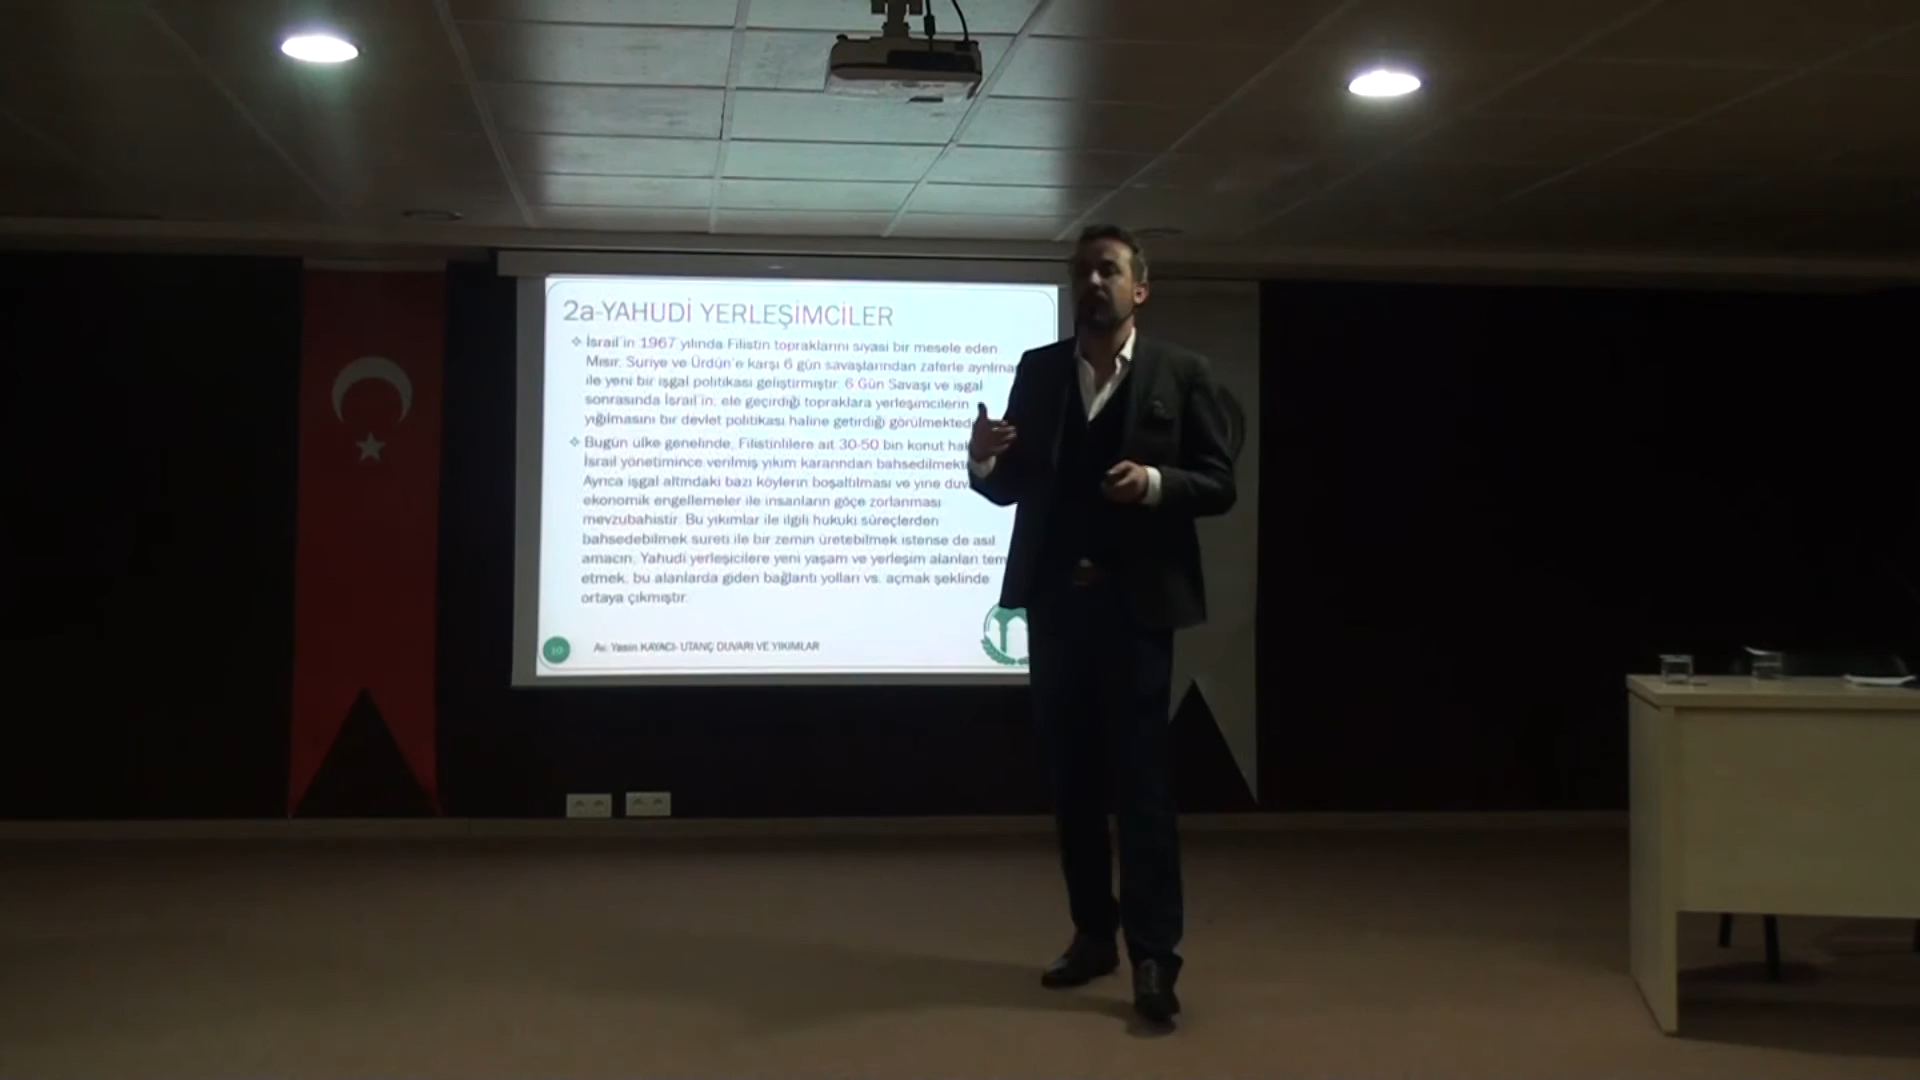 2a-YAHUDİ YERLEŞİMCİLER
İsrail'in 1967 yılında Filistin topraklarını siyasi bir mesele eden
Mısır, Suriye ve Ürdün'e karşı 6 gün savaşlarından zaferle
ile yeni bir işgal politikası geliştirmiştir. 6 Gün Savaşı ve işgal
sonrasında İsrail'in; ele geçirdiği topraklara yerleşimcilerin
yığılmasını bir devlet politikası haline getirdiği
Bugün ülke genelinde, Filistinlilere ait 30-50 bin konut
İsrail yönetimince verilmiş yıkım kararından
Ayrıca işgal altındaki bazı köylerin boşaltılması ve yine
ekonomik engellemeler ile insanların göçe zorlanması
mevzubahistir. Bu yıkımlar ile ilgili hukuki süreçlerden
bahsedebilmek sureti ile bir zemin üretebilmek istense de asıl
amacın; Yahudi yerleşicilere yeni yaşam ve yerleşim alanları
etmek, bu alanlarda giden bağlantı yolları vs. açmak şeklinde
ortaya çıkmıştır.
10
Av. Yasin KAYACI- UTANÇ DUVARI VE YIKIMLAR